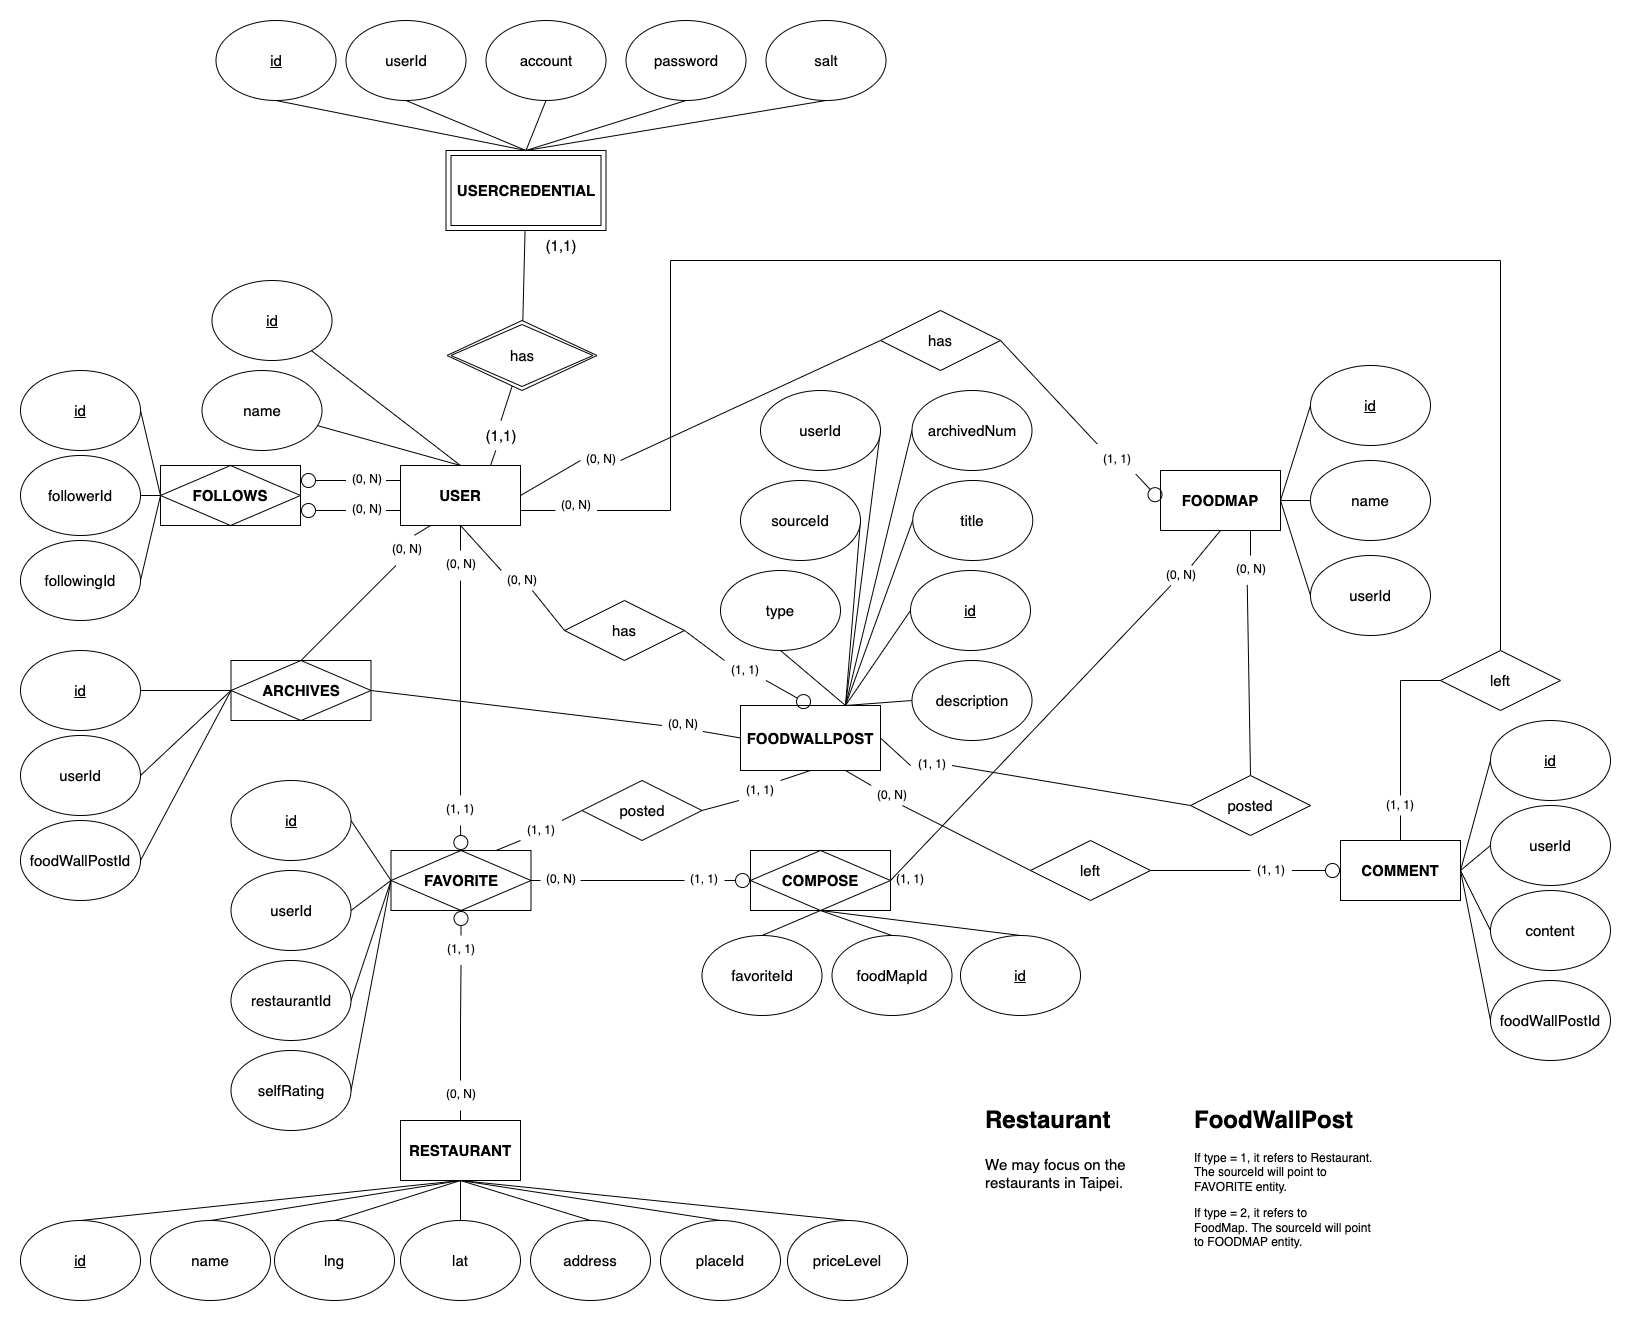 id
userId
account
password
salt
USERCREDENTIAL
(1,1)
id
has
has
id
name
(1,1)
id
userId
archivedNum
(0, N)
(1, 1)
followerId
FOLLOWS
(0, N)
(0, N)
USER
(0, N)
FOODMAP
name
sourceId
title
(0, N)
(0, N)
(0, N)
(0, N)
(0, N)
followingId
userId
type
id
has
(1, 1)
id
ARCHIVES
left
description
(0, N)
FOODWALLPOST
(1, 1)
userId
id
(1, 1)
(0, N)
(1, 1)
posted
(1, 1)
id
posted
(1, 1)
userId
foodWallPostId
FAVORITE
(0, N)
(1, 1)
COMPOSE
(1, 1)
left
(1, 1)
COMMENT
userId
(1, 1)
content
favoriteId
foodMapId
id
restaurantId
foodWallPostId
selfRating
(0, N)
RESTAURANT
Restaurant
We may focus on the
restaurants in Taipei.
FoodWallPost
If type = 1, it refers to Restaurant.
The sourceId will point to
FAVORITE entity.
If type = 2, it refers to
FoodMap. The sourceId will point
to FOODMAP entity.
id
name
lng
lat
address
placeId
priceLevel